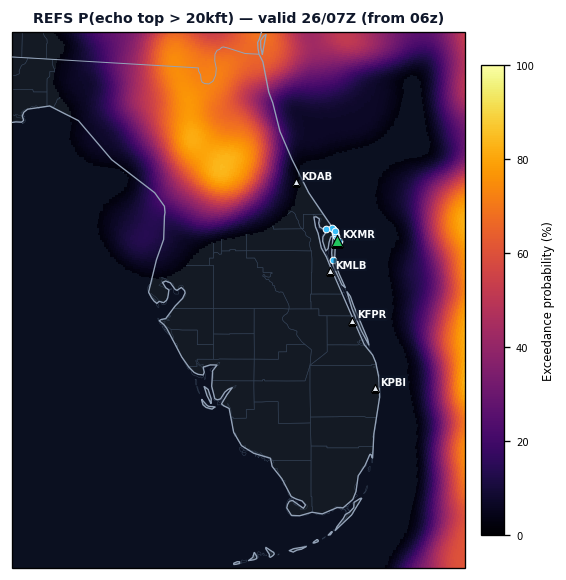 REFS P(echo top > 20kft) — valid 26/07Z (from 06z)
KDAB
KXMR
KMLB
KFPR
KPBI
100
80
60
40
20
0
Exceedance probability (%)